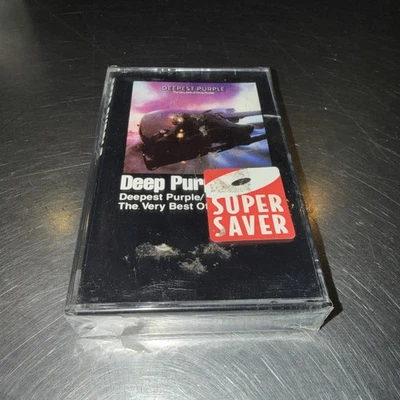 DEEPEST PURPLE
Deep Pur
Deepest Purple/
The Very Best Of
SUPER
SAVER